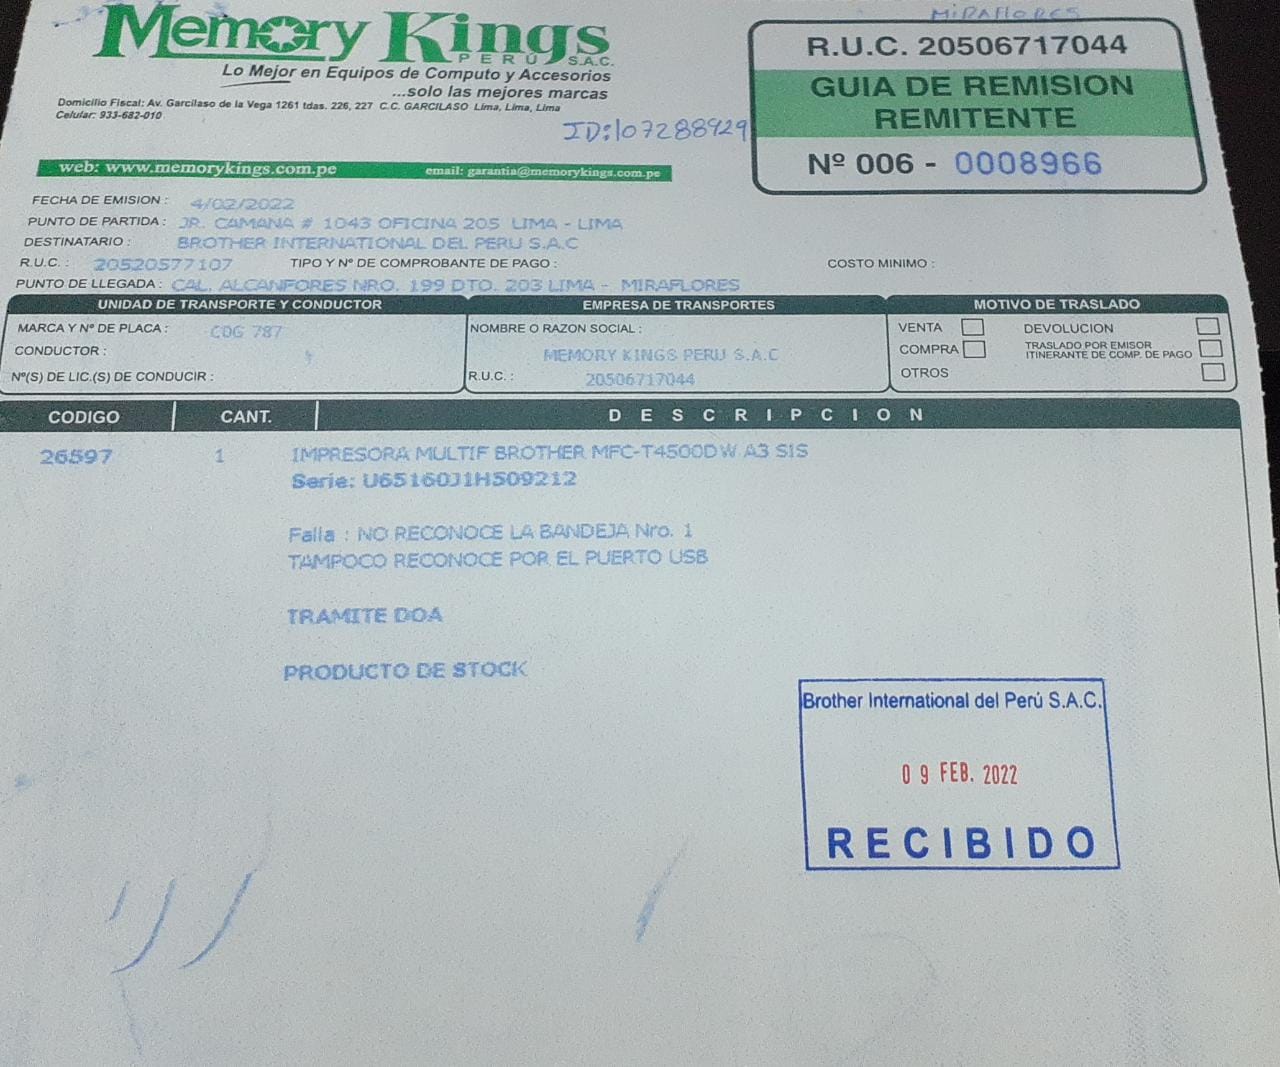 MIRAFLORES
Memory Kings
PERÚ S.A.C.
Lo Mejor en Equipos de Computo y Accesorios
...solo las mejores marcas
Domicilio Fiscal: Av. Garcilaso de la Vega 1261 tdas. 226, 227 C.C. GARCILASO Lima, Lima, Lima
Celular: 933-682-010
ID:107288929
R.U.C. 20506717044
GUIA DE REMISION
REMITENTE
Nº 006 - 0008966
web: www.memorykings.com.pe email: garantia@memorykings.com.pe
FECHA DE EMISION : 4/02/2022
PUNTO DE PARTIDA : JR. CAMANA # 1043 OFICINA 205 LIMA - LIMA
DESTINATARIO : BROTHER INTERNATIONAL DEL PERU S.A.C
R.U.C. : 20520577107 TIPO Y Nº DE COMPROBANTE DE PAGO : COSTO MINIMO :
PUNTO DE LLEGADA : CAL. ALCANFORES NRO. 199 DTO. 203 LIMA - MIRAFLORES
UNIDAD DE TRANSPORTE Y CONDUCTOR EMPRESA DE TRANSPORTES MOTIVO DE TRASLADO
MARCA Y Nº DE PLACA : COG 787
CONDUCTOR :
Nº(S) DE LIC.(S) DE CONDUCIR :
NOMBRE O RAZON SOCIAL :
MEMORY KINGS PERU S.A.C
R.U.C. : 20506717044
VENTA DEVOLUCION
COMPRA TRASLADO POR EMISOR
ITINERANTE DE COMP. DE PAGO
OTROS
CODIGO CANT. DESCRIPCION
26597 1 IMPRESORA MULTIF BROTHER MFC-T4500DW A3 SIS
Serie: U65160J1H509212
Falla : NO RECONOCE LA BANDEJA Nro. 1
TAMPOCO RECONOCE POR EL PUERTO USB
TRAMITE DOA
PRODUCTO DE STOCK
Brother International del Perú S.A.C.
09 FEB. 2022
RECIBIDO